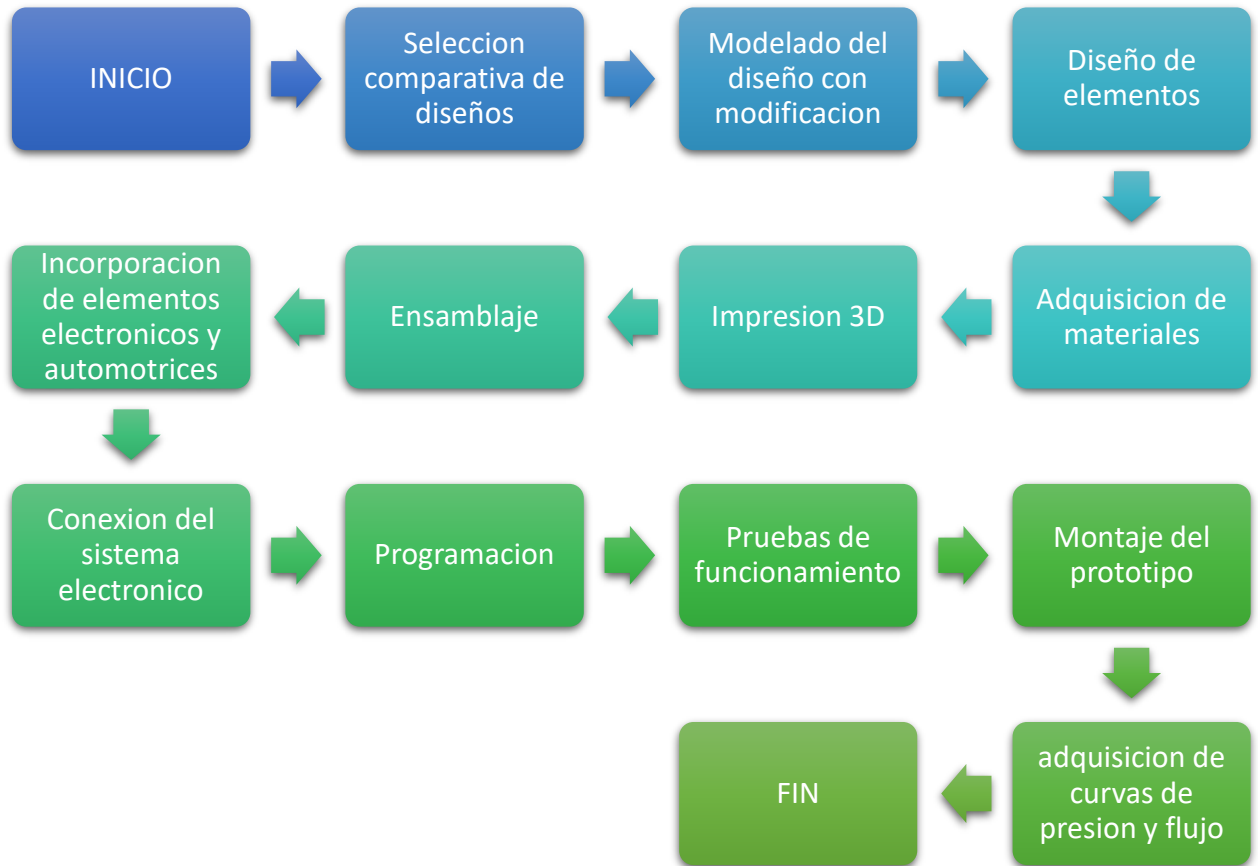 INICIO
Seleccion
comparativa de
diseños
Modelado del
diseño con
modificacion
Diseño de
elementos
Adquisicion de
materiales
Impresion 3D
Ensamblaje
Incorporacion
de elementos
electronicos y
automotrices
Conexion del
sistema
electronico
Programacion
Pruebas de
funcionamiento
Montaje del
prototipo
adquisicion de
curvas de
presion y flujo
FIN